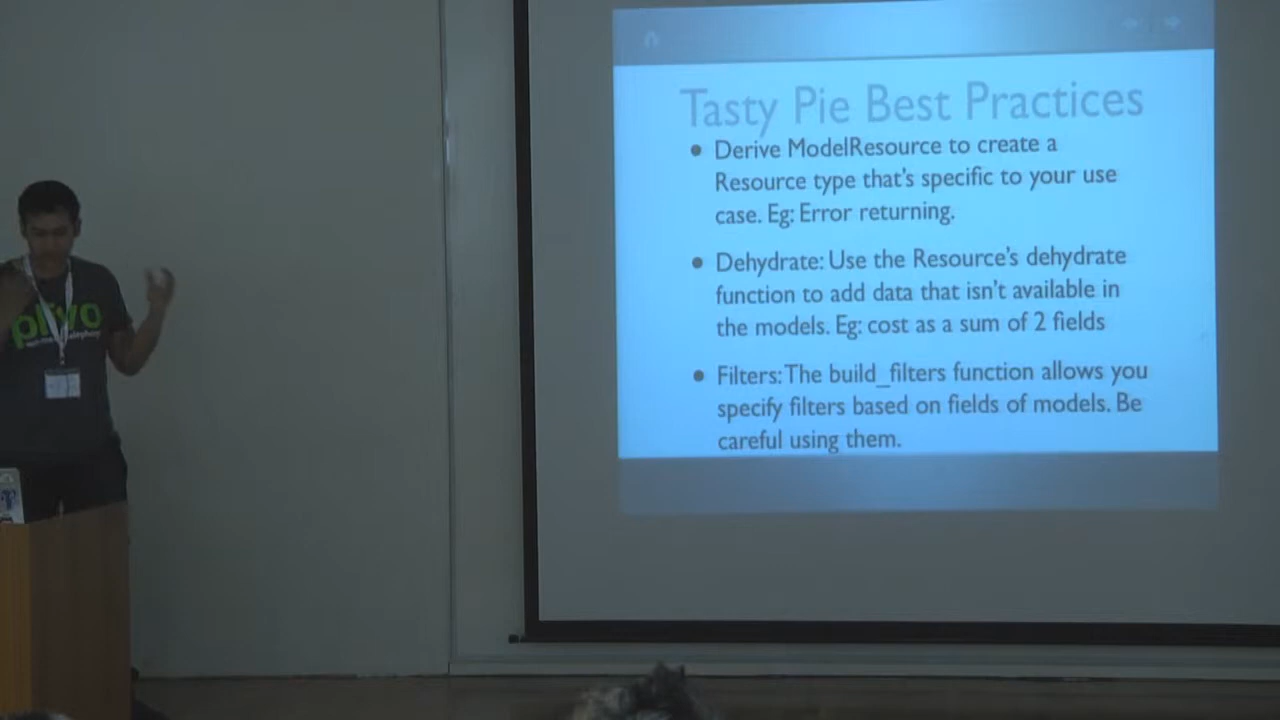 Tasty Pie Best Practices
• Derive ModelResource to create a
Resource type that's specific to your use
case. Eg: Error returning.
• Dehydrate: Use the Resource's dehydrate
function to add data that isn't available in
the models. Eg: cost as a sum of 2 fields
• Filters: The build_filters function allows you
specify filters based on fields of models. Be
careful using them.
plivo